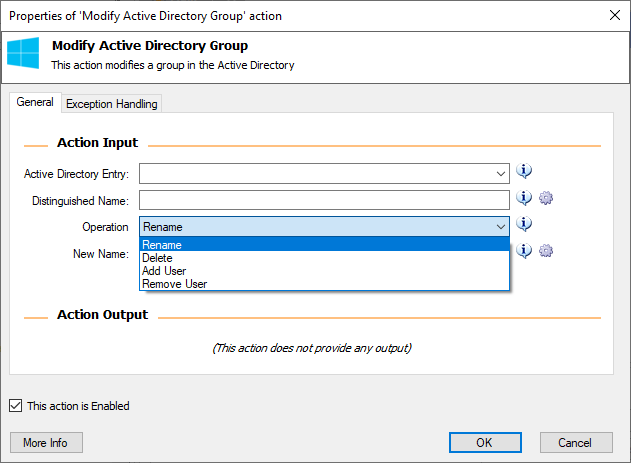 Properties of 'Modify Active Directory Group' action
Modify Active Directory Group
This action modifies a group in the Active Directory
General
Exception Handling
Action Input
Active Directory Entry:
Distinguished Name:
Operation
Rename
Rename
Delete
New Name:
Add User
Remove User
Action Output
(This action does not provide any output)
This action is Enabled
More Info
OK
Cancel